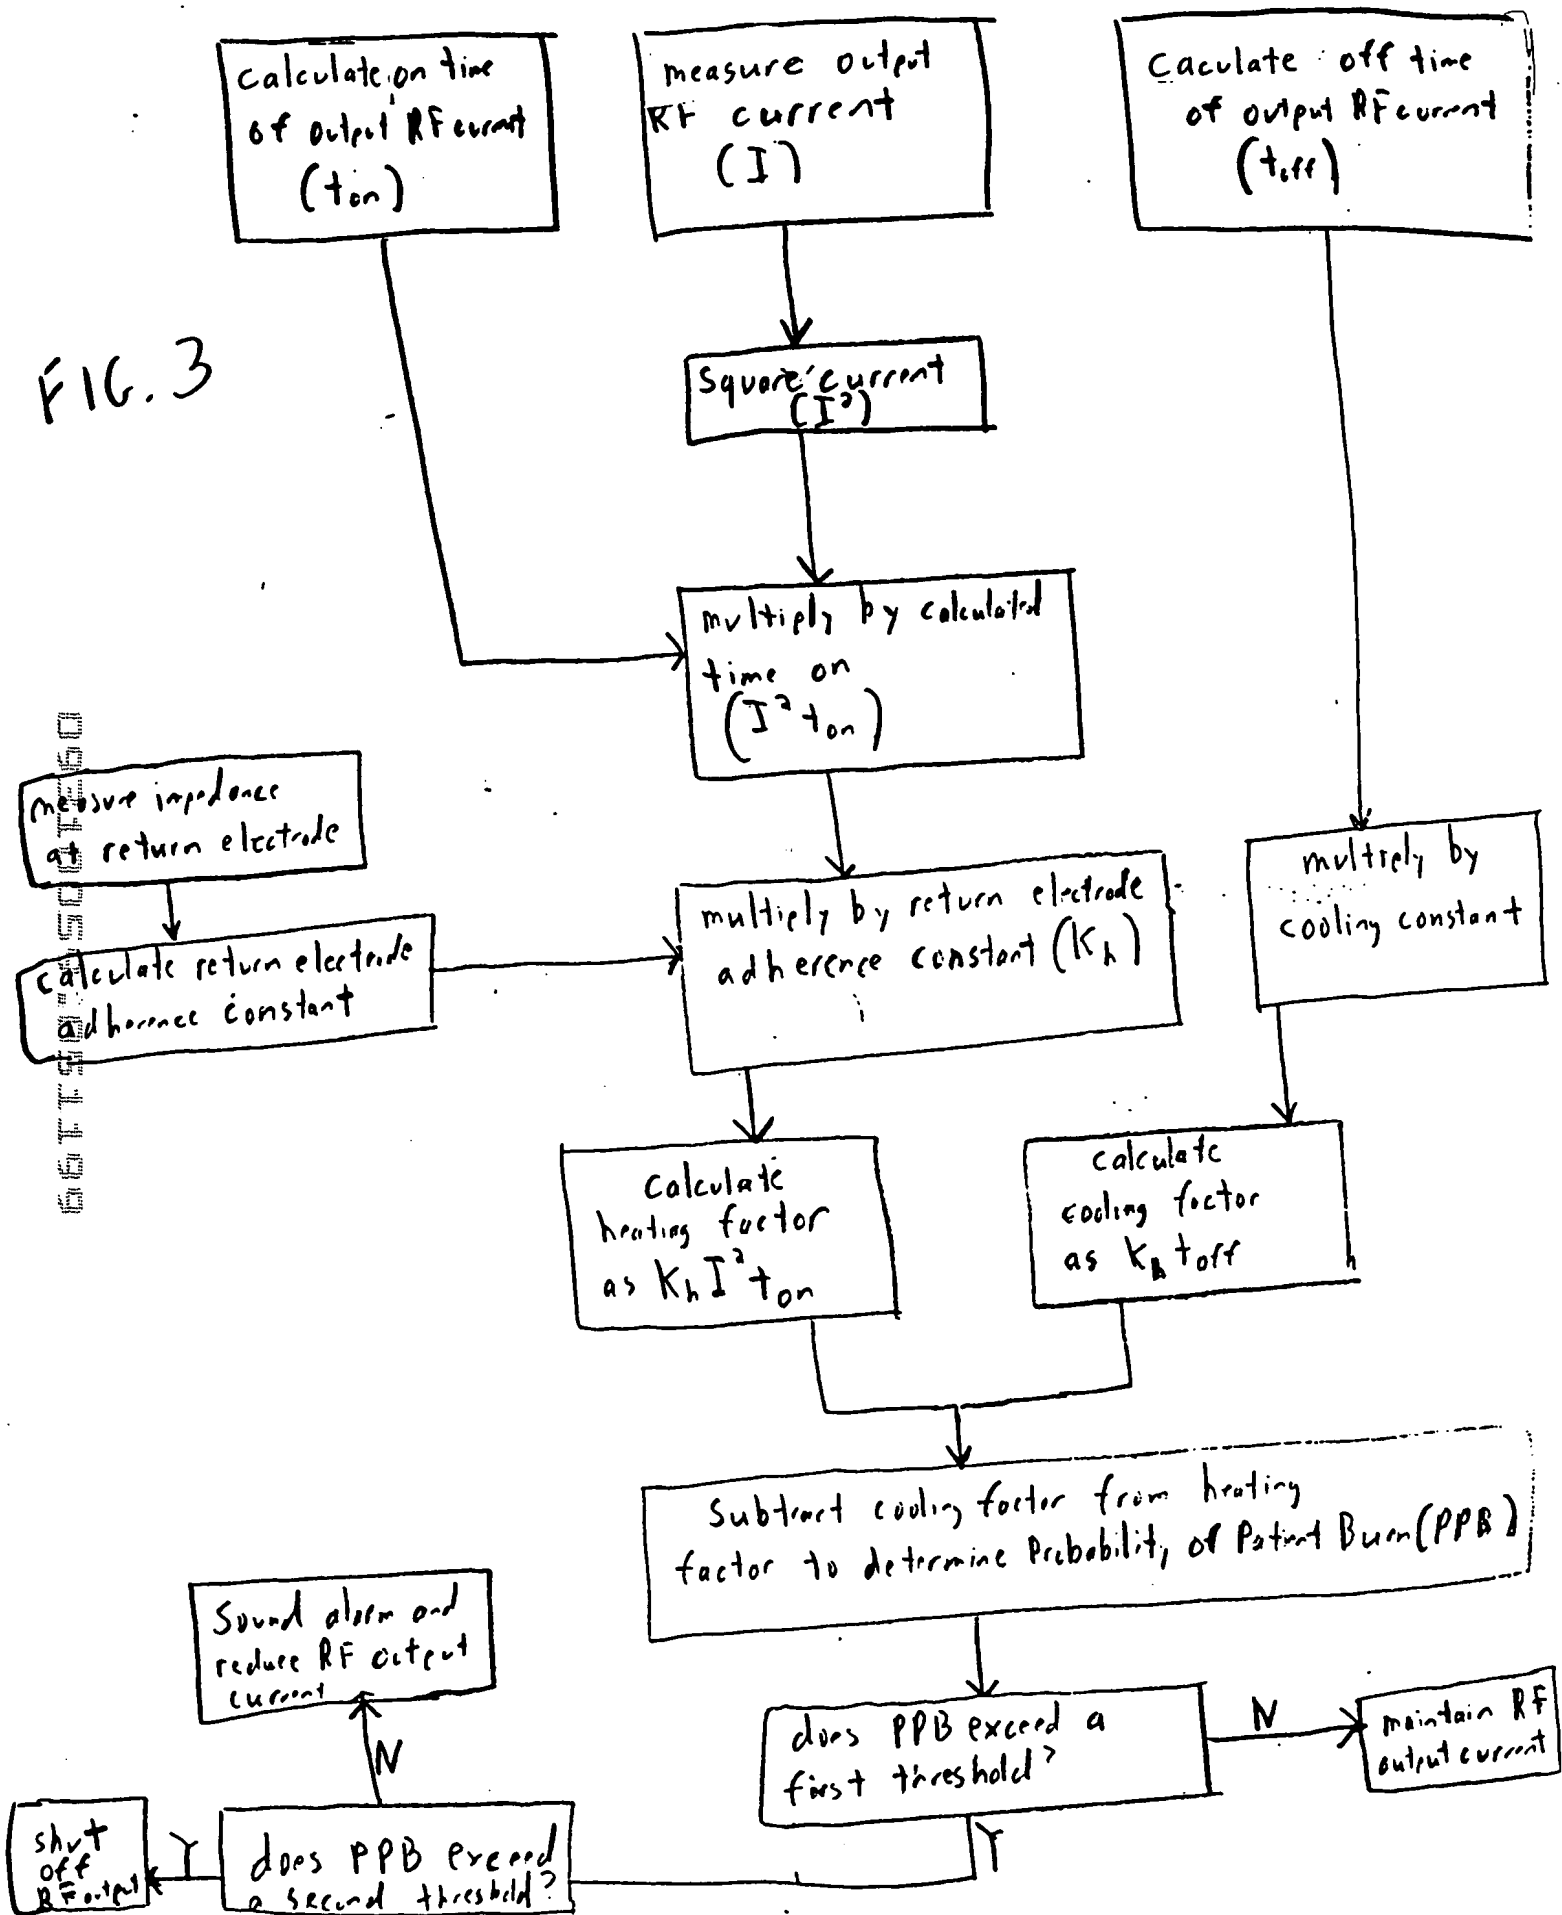 Calculate on time
of output RF current
(ton)
measure output
RF current
(I)
Caculate off time
of output RF current
(toff)
FIG. 3
Square current
(I²)
multiply by calculated
time on
(I² ton)
measure impedance
at return electrode
calculate return electrode
adherence constant
multiply by return electrode
adherence constant (Kh)
multiply by
cooling constant
Calculate
heating factor
as Kh I² ton
Calculate
cooling factor
as Kh toff
Subtract cooling factor from heating
factor to determine Probability of Patient Burn (PPB)
Sound alarm and
reduce RF output
current
N
does PPB exceed a
first threshold?
N
maintain RF
output current
Y
does PPB exceed
a second threshold?
Y
shut
off
RF output